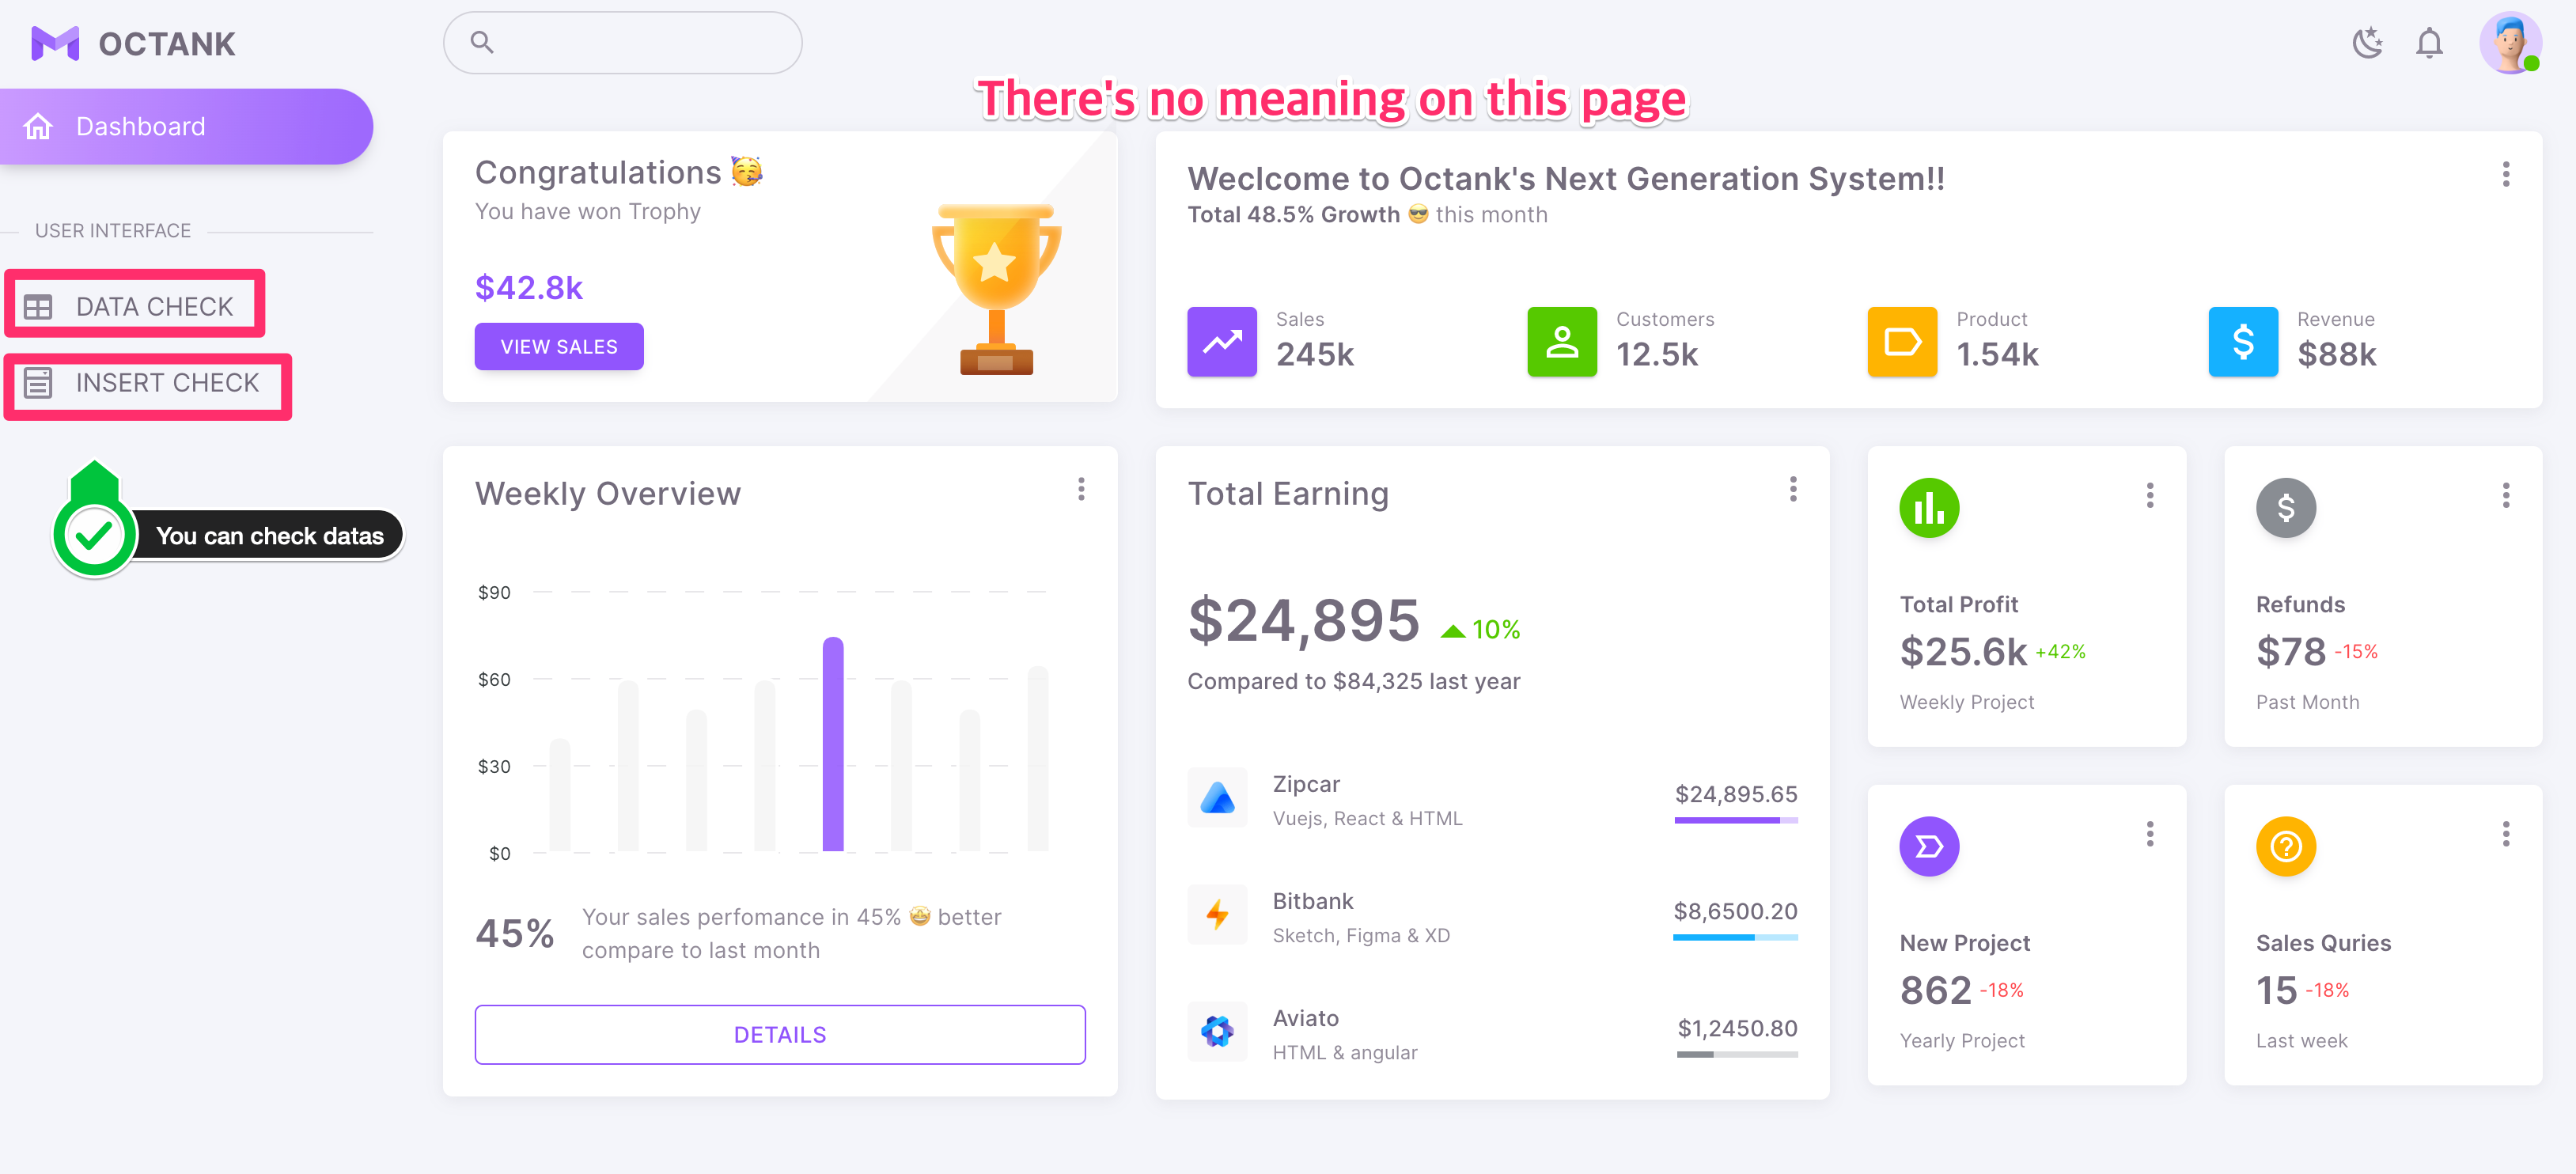 OCTANK
There's no meaning on this page
Dashboard
USER INTERFACE
DATA CHECK
INSERT CHECK
You can check datas
Congratulations 🥳
You have won Trophy
$42.8k
VIEW SALES
Weclcome to Octank's Next Generation System!!
Total 48.5% Growth 😎 this month
Sales
245k
Customers
12.5k
Product
1.54k
Revenue
$88k
Weekly Overview
$90
$60
$30
$0
45%
Your sales perfomance in 45% 🤩 better
compare to last month
DETAILS
Total Earning
$24,895
10%
Compared to $84,325 last year
Zipcar
Vuejs, React & HTML
$24,895.65
Bitbank
Sketch, Figma & XD
$8,6500.20
Aviato
HTML & angular
$1,2450.80
Total Profit
$25.6k +42%
Weekly Project
Refunds
$78 -15%
Past Month
New Project
862 -18%
Yearly Project
Sales Quries
15 -18%
Last week